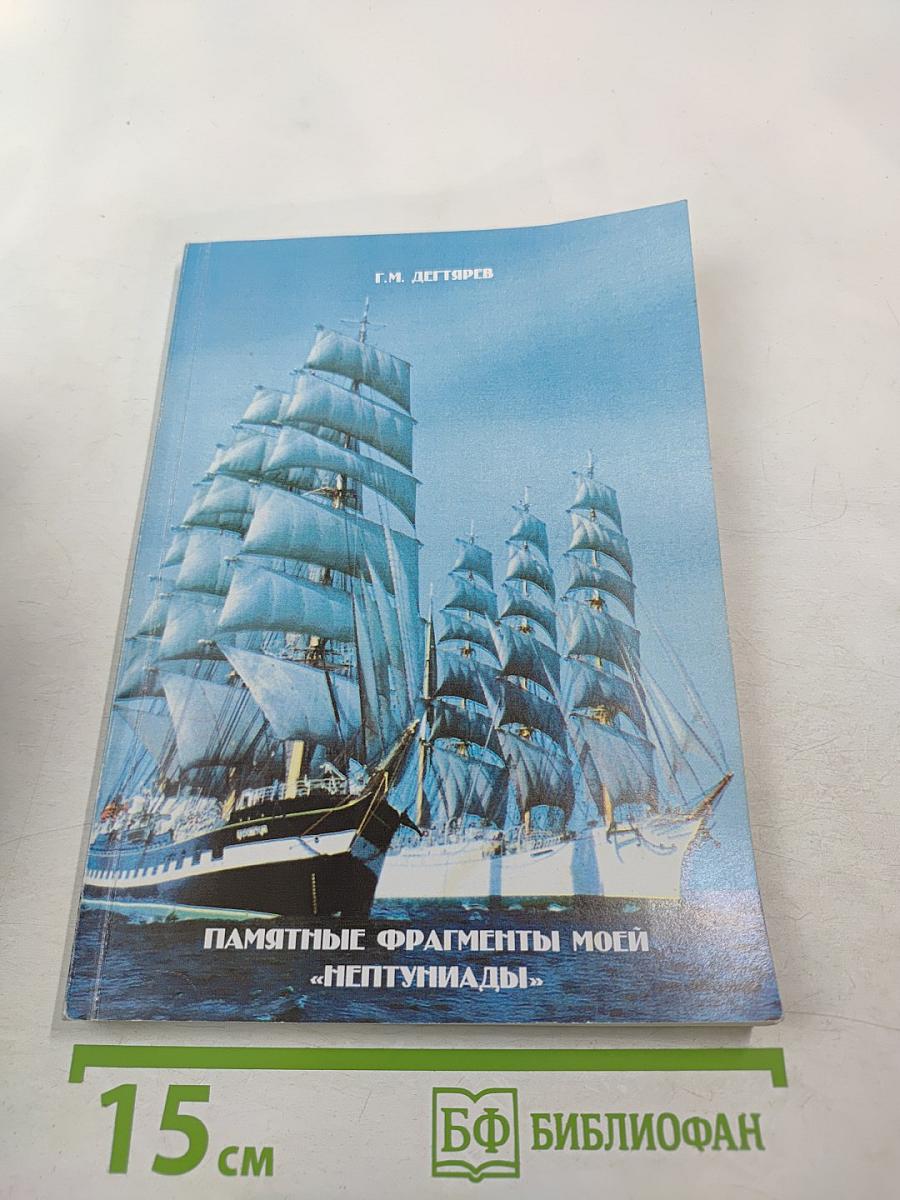 Г.М. ДЕГТЯРЕВ
ПАМЯТНЫЕ ФРАГМЕНТЫ МОЕЙ
«НЕПТУНИАДЫ»
15 см
БФ БИБЛИОФАН